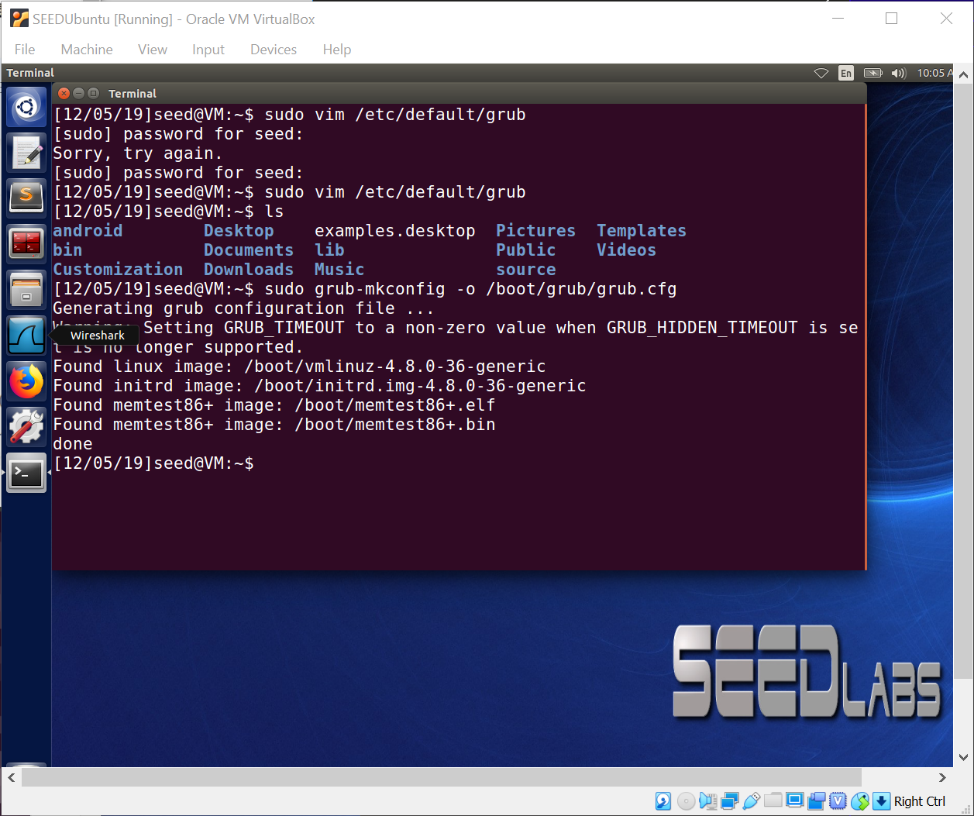 SEEDUbuntu [Running] - Oracle VM VirtualBox
File Machine View Input Devices Help
Terminal En 10:05 A
Terminal
[12/05/19]seed@VM:~$ sudo vim /etc/default/grub
[sudo] password for seed:
Sorry, try again.
[sudo] password for seed:
[12/05/19]seed@VM:~$ sudo vim /etc/default/grub
[12/05/19]seed@VM:~$ ls
android Desktop examples.desktop Pictures Templates
bin Documents lib Public Videos
Customization Downloads Music source
[12/05/19]seed@VM:~$ sudo grub-mkconfig -o /boot/grub/grub.cfg
Generating grub configuration file ...
Setting GRUB_TIMEOUT to a non-zero value when GRUB_HIDDEN_TIMEOUT is se
Wireshark
t is no longer supported.
Found linux image: /boot/vmlinuz-4.8.0-36-generic
Found initrd image: /boot/initrd.img-4.8.0-36-generic
Found memtest86+ image: /boot/memtest86+.elf
Found memtest86+ image: /boot/memtest86+.bin
done
[12/05/19]seed@VM:~$
SEEDLABS
Right Ctrl